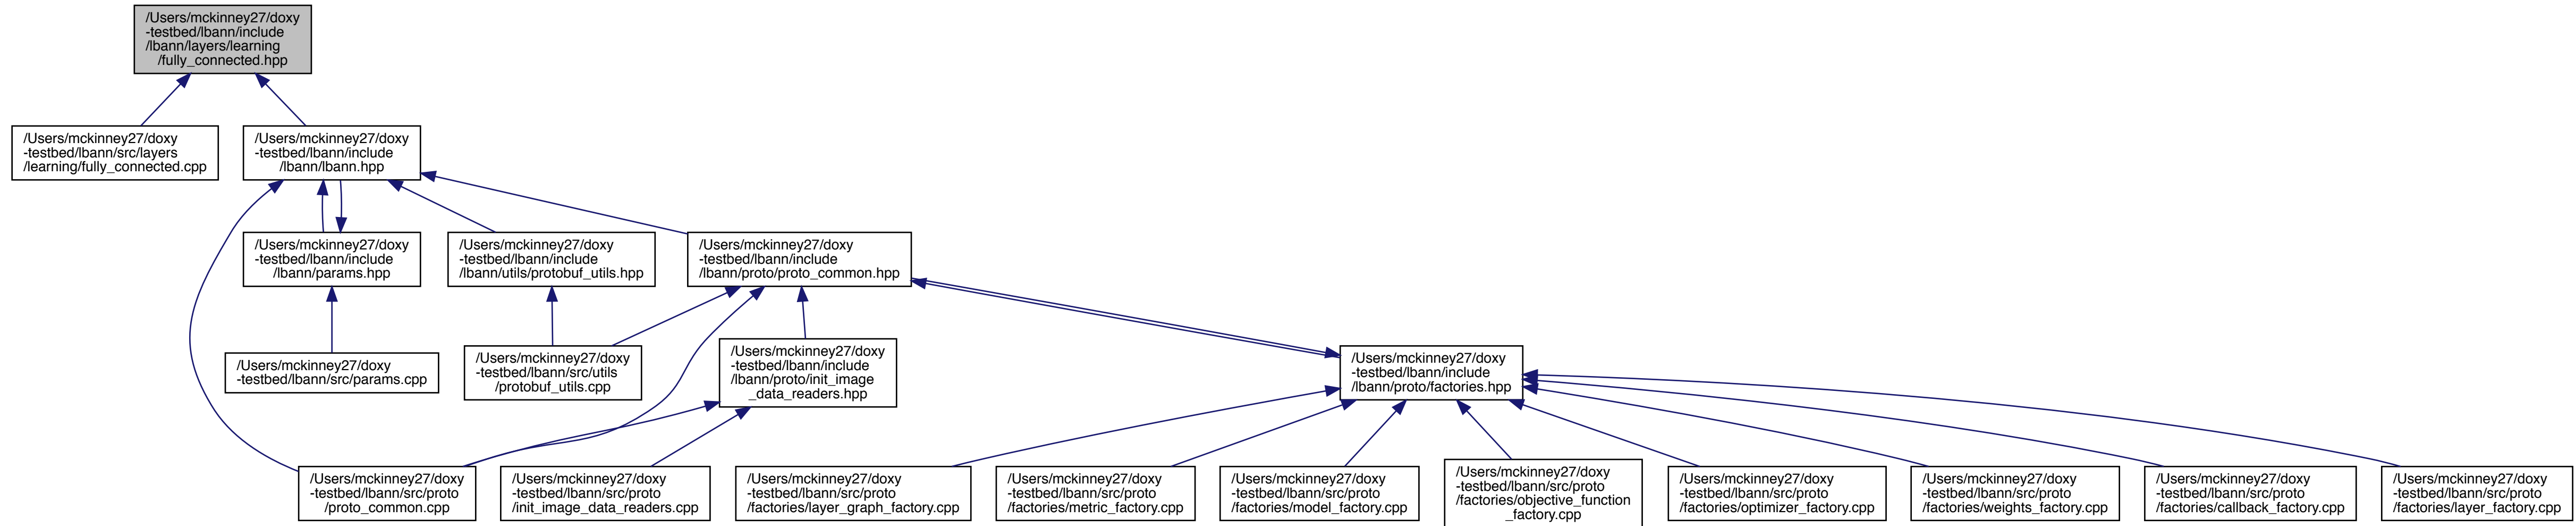 /Users/mckinney27/doxy
-testbed/lbann/include
/lbann/layers/learning
/fully_connected.hpp
/Users/mckinney27/doxy
-testbed/lbann/src/layers
/learning/fully_connected.cpp
/Users/mckinney27/doxy
-testbed/lbann/include
/lbann/lbann.hpp
/Users/mckinney27/doxy
-testbed/lbann/include
/lbann/params.hpp
/Users/mckinney27/doxy
-testbed/lbann/include
/lbann/utils/protobuf_utils.hpp
/Users/mckinney27/doxy
-testbed/lbann/include
/lbann/proto/proto_common.hpp
/Users/mckinney27/doxy
-testbed/lbann/src/params.cpp
/Users/mckinney27/doxy
-testbed/lbann/src/utils
/protobuf_utils.cpp
/Users/mckinney27/doxy
-testbed/lbann/include
/lbann/proto/init_image
_data_readers.hpp
/Users/mckinney27/doxy
-testbed/lbann/include
/lbann/proto/factories.hpp
/Users/mckinney27/doxy
-testbed/lbann/src/proto
/proto_common.cpp
/Users/mckinney27/doxy
-testbed/lbann/src/proto
/init_image_data_readers.cpp
/Users/mckinney27/doxy
-testbed/lbann/src/proto
/factories/layer_graph_factory.cpp
/Users/mckinney27/doxy
-testbed/lbann/src/proto
/factories/metric_factory.cpp
/Users/mckinney27/doxy
-testbed/lbann/src/proto
/factories/model_factory.cpp
/Users/mckinney27/doxy
-testbed/lbann/src/proto
/factories/objective_function
_factory.cpp
/Users/mckinney27/doxy
-testbed/lbann/src/proto
/factories/optimizer_factory.cpp
/Users/mckinney27/doxy
-testbed/lbann/src/proto
/factories/weights_factory.cpp
/Users/mckinney27/doxy
-testbed/lbann/src/proto
/factories/callback_factory.cpp
/Users/mckinney27/doxy
-testbed/lbann/src/proto
/factories/layer_factory.cpp